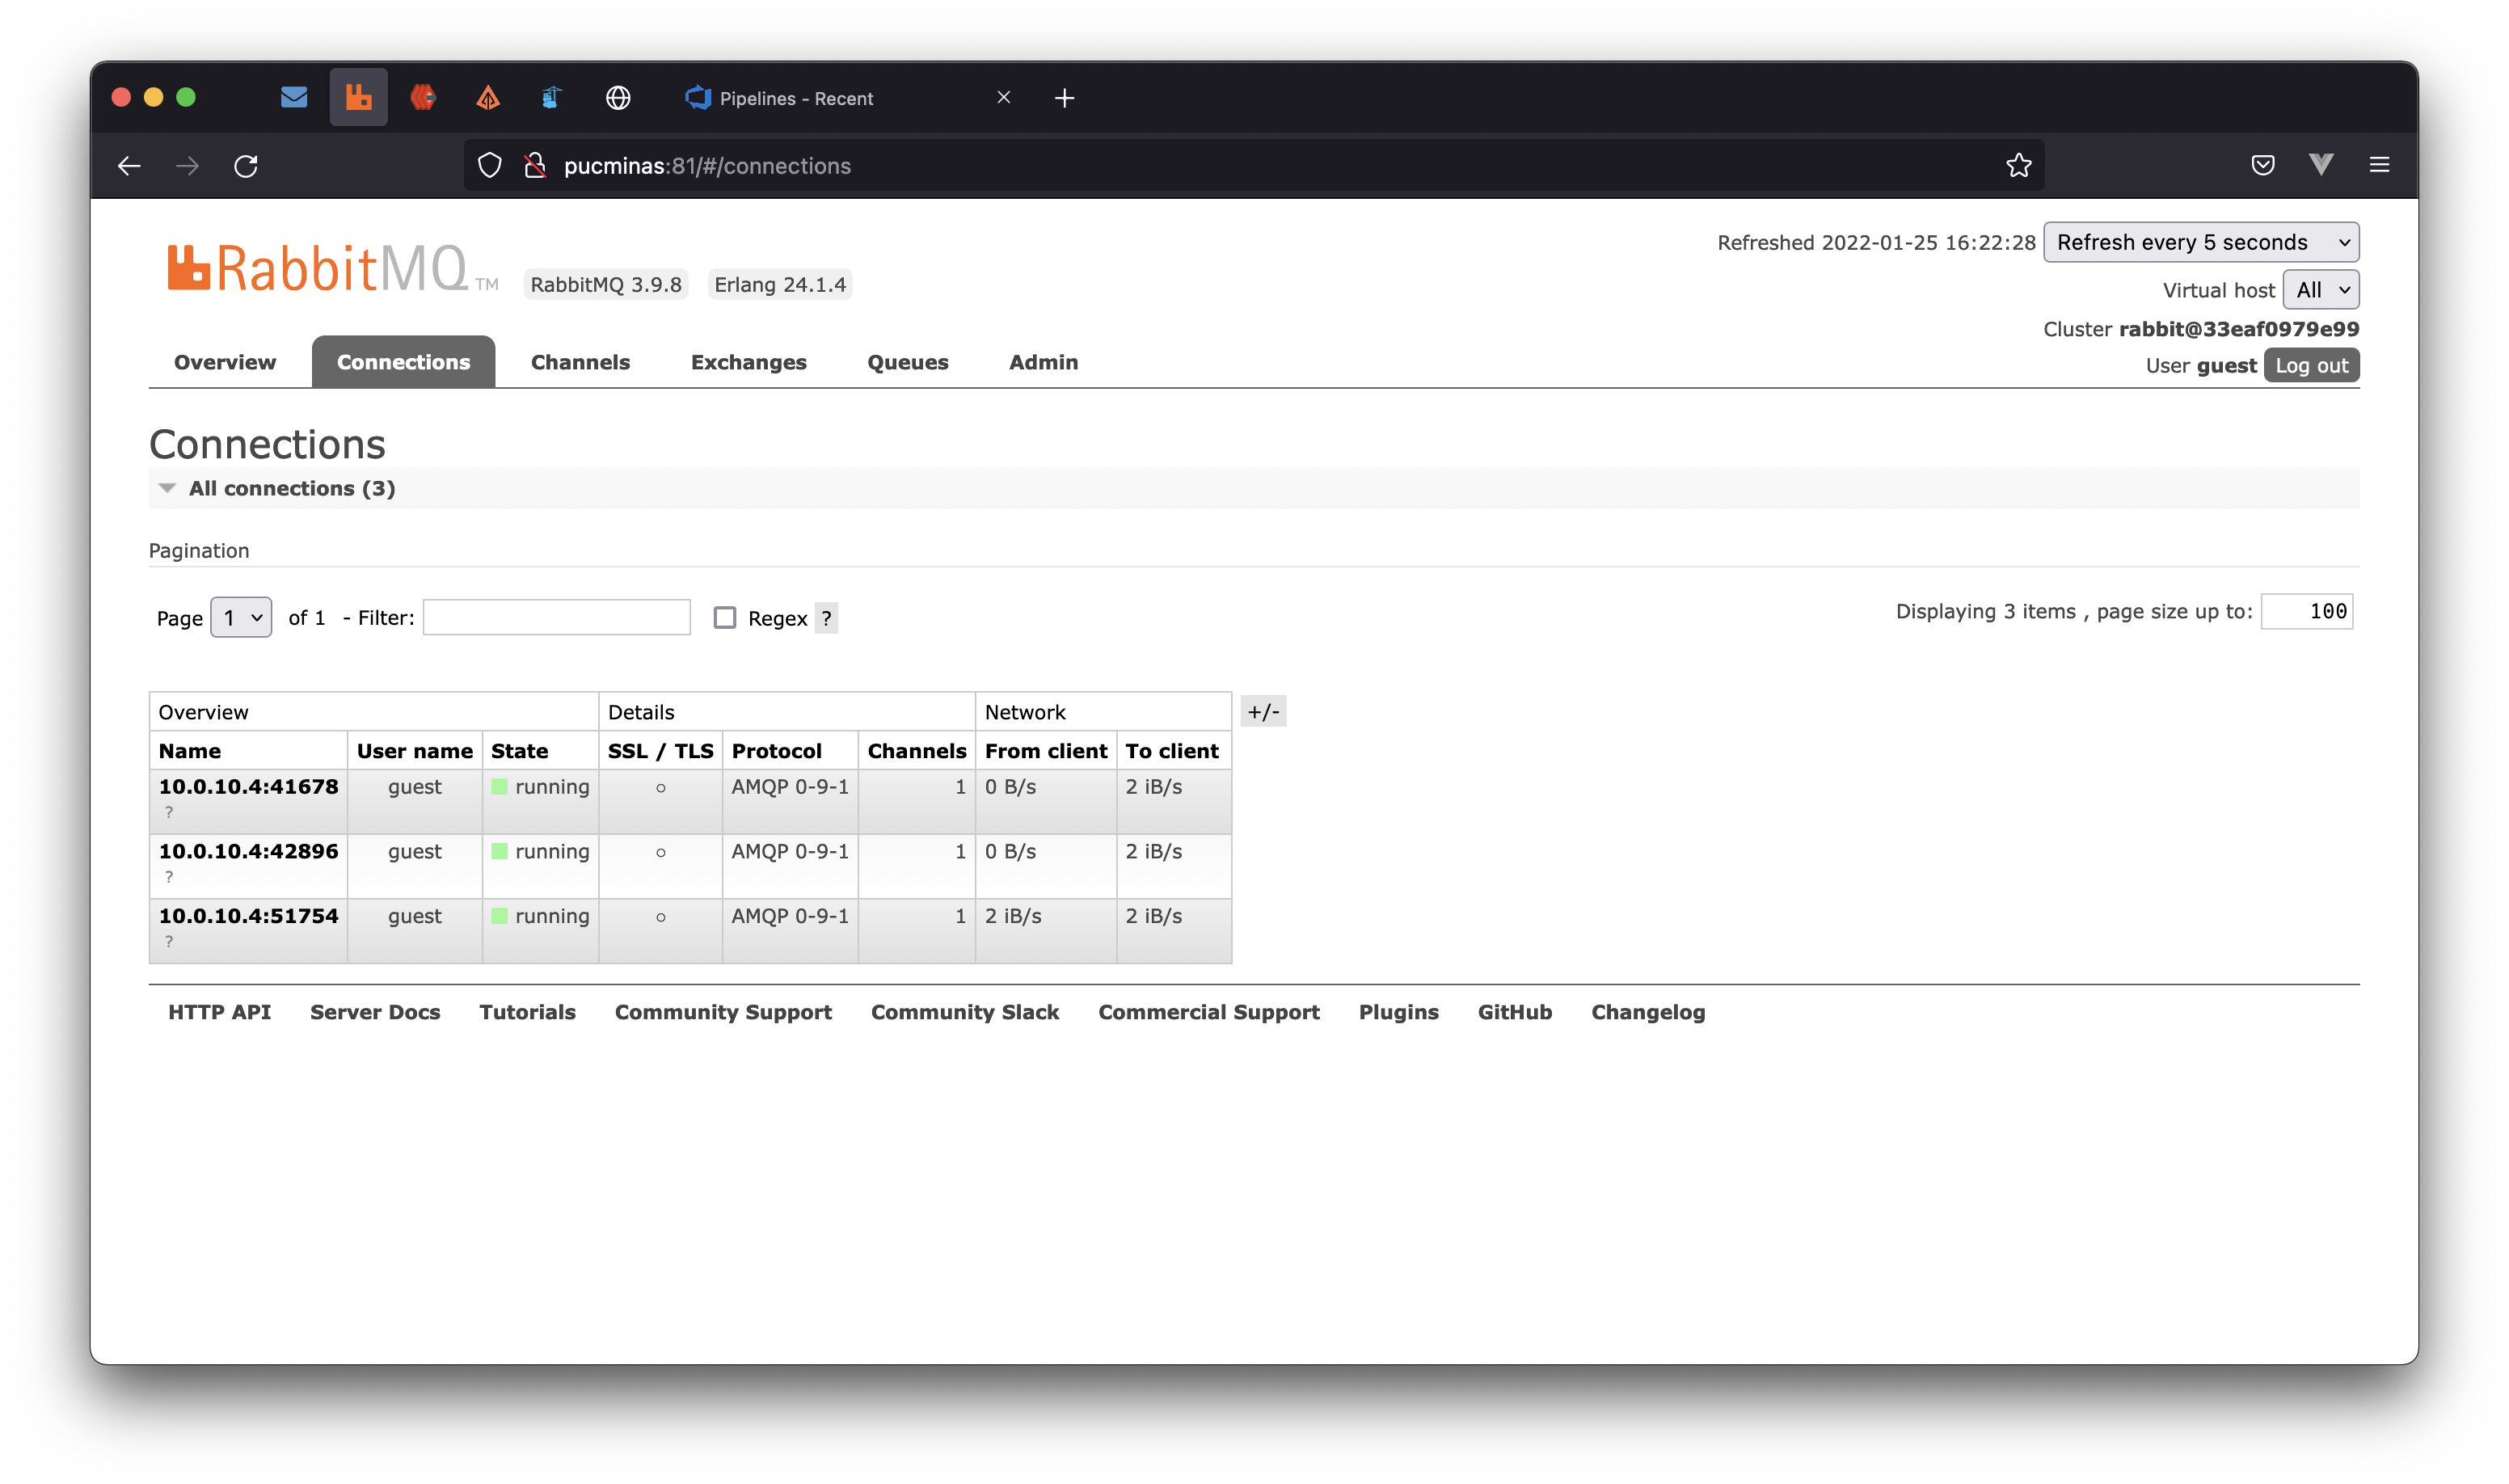 Pipelines - Recent
pucminas:81/#/connections
RabbitMQ TM
RabbitMQ 3.9.8 Erlang 24.1.4
Refreshed 2022-01-25 16:22:28 Refresh every 5 seconds
Virtual host All
Cluster rabbit@33eaf0979e99
User guest Log out
Overview Connections Channels Exchanges Queues Admin
Connections
All connections (3)
Pagination
Page 1 of 1 - Filter: Regex ?
Displaying 3 items , page size up to: 100
Overview Details Network +/-
Name User name State SSL / TLS Protocol Channels From client To client
10.0.10.4:41678 guest running ○ AMQP 0-9-1 1 0 B/s 2 iB/s
?
10.0.10.4:42896 guest running ○ AMQP 0-9-1 1 0 B/s 2 iB/s
?
10.0.10.4:51754 guest running ○ AMQP 0-9-1 1 2 iB/s 2 iB/s
?
HTTP API Server Docs Tutorials Community Support Community Slack Commercial Support Plugins GitHub Changelog